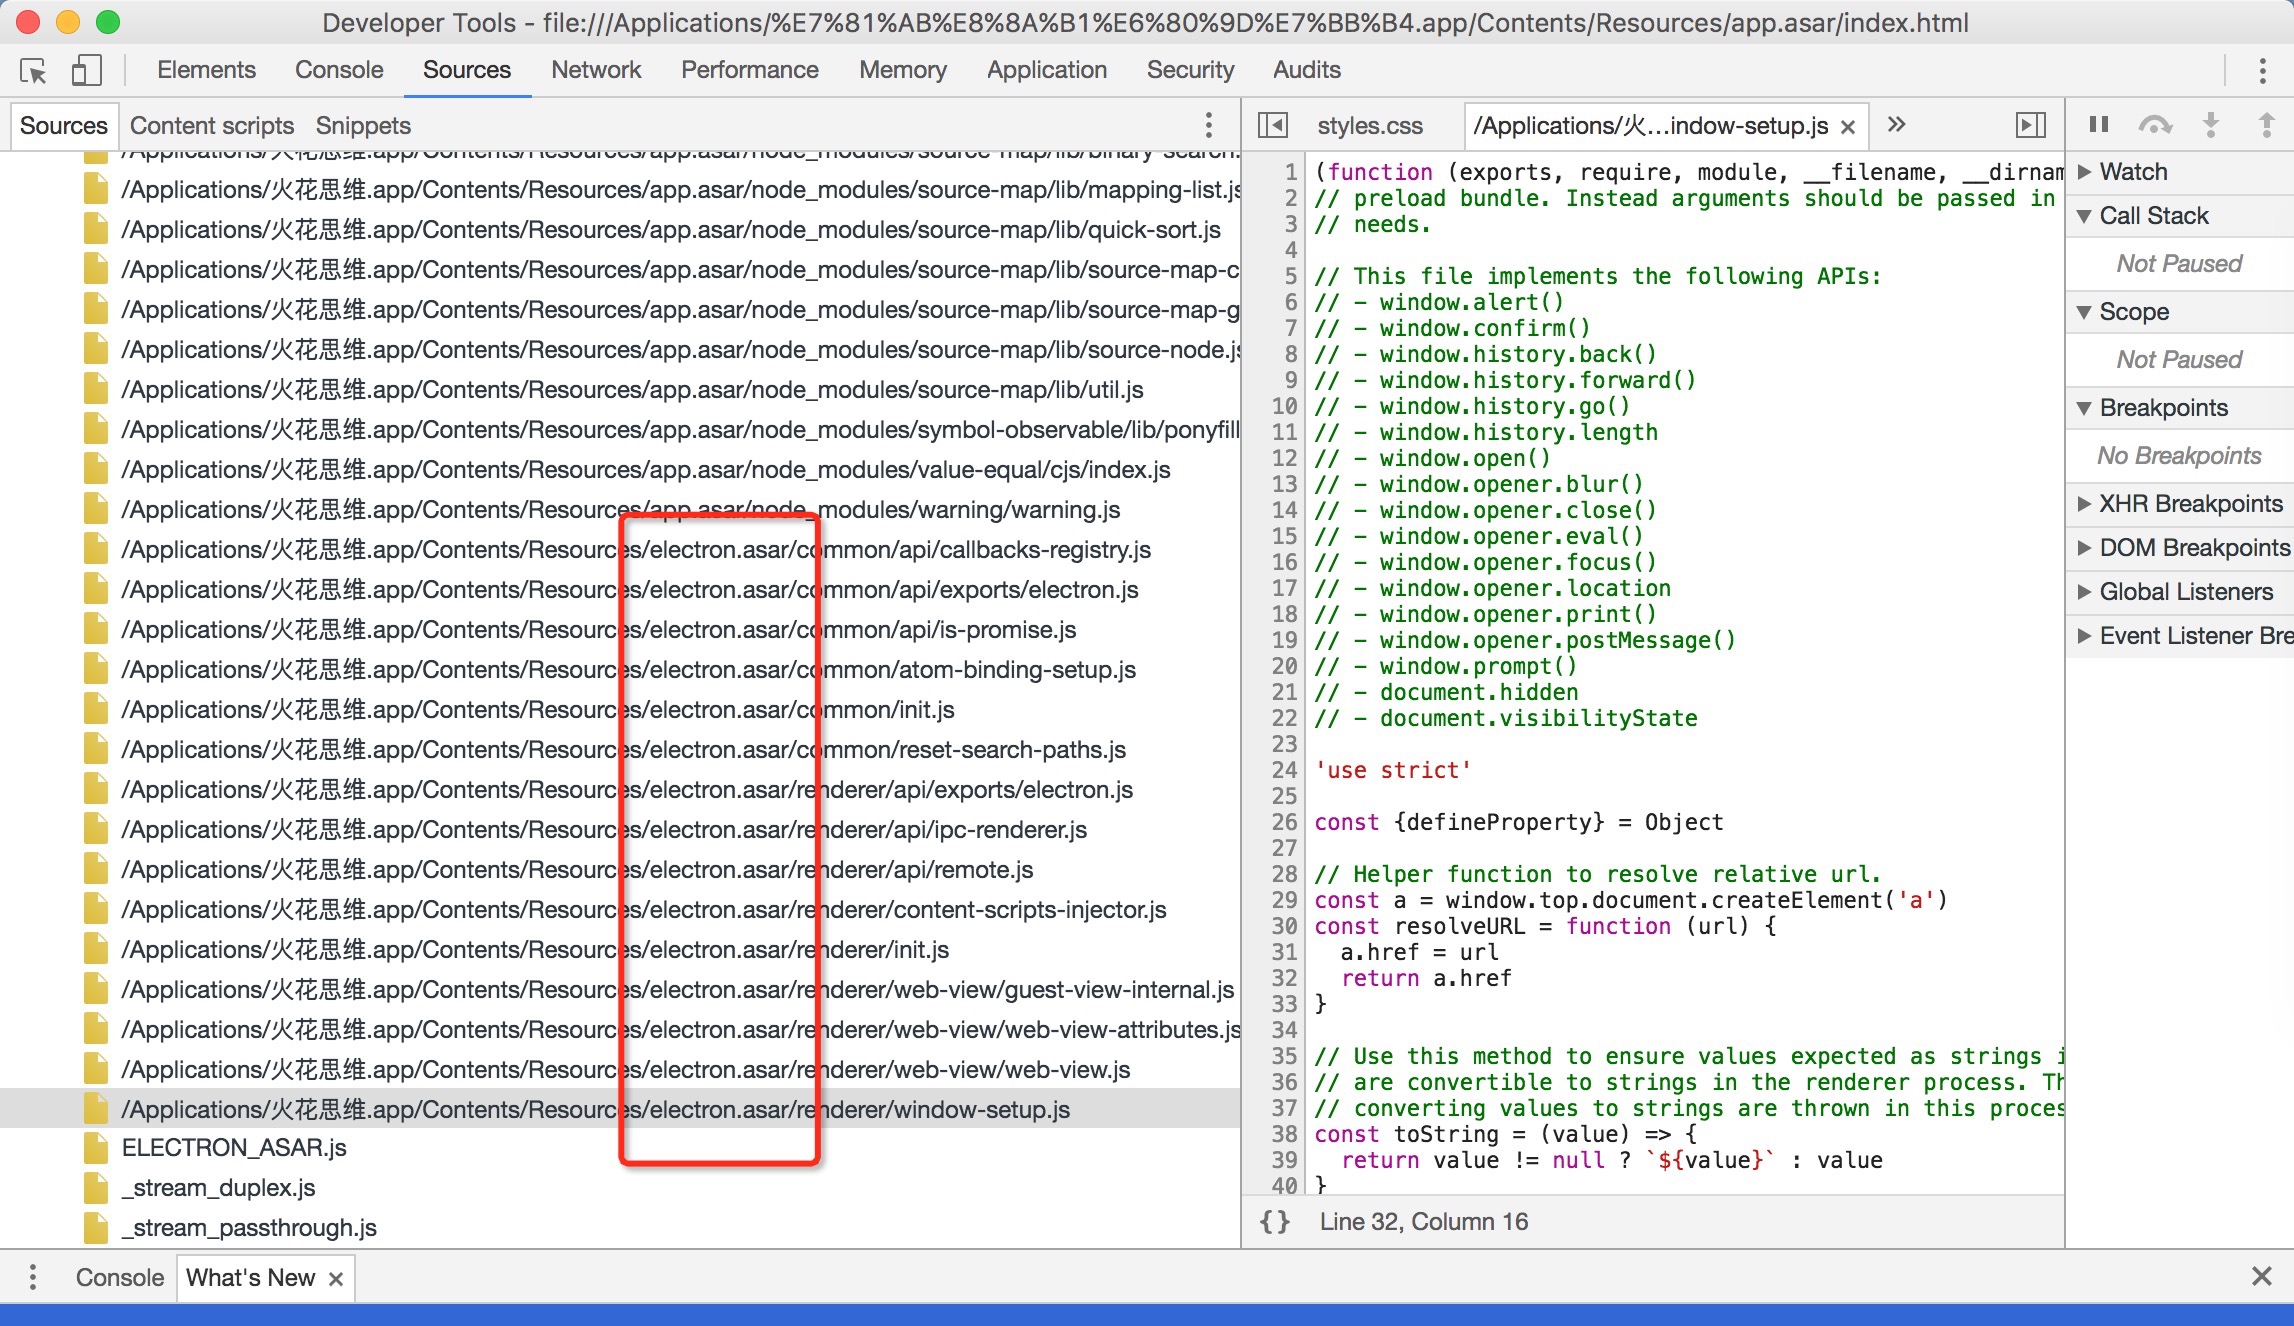 Developer Tools - file:///Applications/%E7%81%AB%E8%8A%B1%E6%80%9D%E7%BB%B4.app/Contents/Resources/app.asar/index.html
Elements Console Sources Network Performance Memory Application Security Audits
Sources Content scripts Snippets
/Applications/火花思维.app/Contents/Resources/app.asar/node_modules/source-map/lib/binary-search.
/Applications/火花思维.app/Contents/Resources/app.asar/node_modules/source-map/lib/mapping-list.js
/Applications/火花思维.app/Contents/Resources/app.asar/node_modules/source-map/lib/quick-sort.js
/Applications/火花思维.app/Contents/Resources/app.asar/node_modules/source-map/lib/source-map-c
/Applications/火花思维.app/Contents/Resources/app.asar/node_modules/source-map/lib/source-map-g
/Applications/火花思维.app/Contents/Resources/app.asar/node_modules/source-map/lib/source-node.js
/Applications/火花思维.app/Contents/Resources/app.asar/node_modules/source-map/lib/util.js
/Applications/火花思维.app/Contents/Resources/app.asar/node_modules/symbol-observable/lib/ponyfill
/Applications/火花思维.app/Contents/Resources/app.asar/node_modules/value-equal/cjs/index.js
/Applications/火花思维.app/Contents/Resources/app.asar/node_modules/warning/warning.js
/Applications/火花思维.app/Contents/Resources/electron.asar/common/api/callbacks-registry.js
/Applications/火花思维.app/Contents/Resources/electron.asar/common/api/exports/electron.js
/Applications/火花思维.app/Contents/Resources/electron.asar/common/api/is-promise.js
/Applications/火花思维.app/Contents/Resources/electron.asar/common/atom-binding-setup.js
/Applications/火花思维.app/Contents/Resources/electron.asar/common/init.js
/Applications/火花思维.app/Contents/Resources/electron.asar/common/reset-search-paths.js
/Applications/火花思维.app/Contents/Resources/electron.asar/renderer/api/exports/electron.js
/Applications/火花思维.app/Contents/Resources/electron.asar/renderer/api/ipc-renderer.js
/Applications/火花思维.app/Contents/Resources/electron.asar/renderer/api/remote.js
/Applications/火花思维.app/Contents/Resources/electron.asar/renderer/content-scripts-injector.js
/Applications/火花思维.app/Contents/Resources/electron.asar/renderer/init.js
/Applications/火花思维.app/Contents/Resources/electron.asar/renderer/web-view/guest-view-internal.js
/Applications/火花思维.app/Contents/Resources/electron.asar/renderer/web-view/web-view-attributes.js
/Applications/火花思维.app/Contents/Resources/electron.asar/renderer/web-view/web-view.js
/Applications/火花思维.app/Contents/Resources/electron.asar/renderer/window-setup.js
ELECTRON_ASAR.js
_stream_duplex.js
_stream_passthrough.js
styles.css /Applications/火…indow-setup.js × »
1 (function (exports, require, module, __filename, __dirnam
2 // preload bundle. Instead arguments should be passed in
3 // needs.
4
5 // This file implements the following APIs:
6 // - window.alert()
7 // - window.confirm()
8 // - window.history.back()
9 // - window.history.forward()
10 // - window.history.go()
11 // - window.history.length
12 // - window.open()
13 // - window.opener.blur()
14 // - window.opener.close()
15 // - window.opener.eval()
16 // - window.opener.focus()
17 // - window.opener.location
18 // - window.opener.print()
19 // - window.opener.postMessage()
20 // - window.prompt()
21 // - document.hidden
22 // - document.visibilityState
23
24 'use strict'
25
26 const {defineProperty} = Object
27
28 // Helper function to resolve relative url.
29 const a = window.top.document.createElement('a')
30 const resolveURL = function (url) {
31 a.href = url
32 return a.href
33 }
34
35 // Use this method to ensure values expected as strings i
36 // are convertible to strings in the renderer process. Th
37 // converting values to strings are thrown in this proces
38 const toString = (value) => {
39 return value != null ? `${value}` : value
40 }
{} Line 32, Column 16
Watch
Call Stack
Not Paused
Scope
Not Paused
Breakpoints
No Breakpoints
XHR Breakpoints
DOM Breakpoints
Global Listeners
Event Listener Bre
Console What's New ×